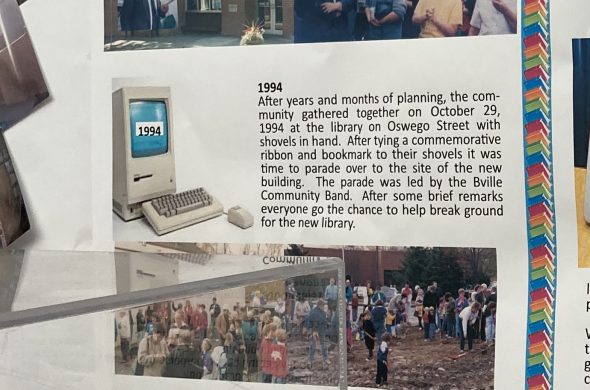 1994
After years and months of planning, the com-
munity gathered together on October 29,
1994 at the library on Oswego Street with
shovels in hand. After tying a commemorative
ribbon and bookmark to their shovels it was
time to parade over to the site of the new
building. The parade was led by the Bville
Community Band. After some brief remarks
everyone go the chance to help break ground
for the new library.
1994